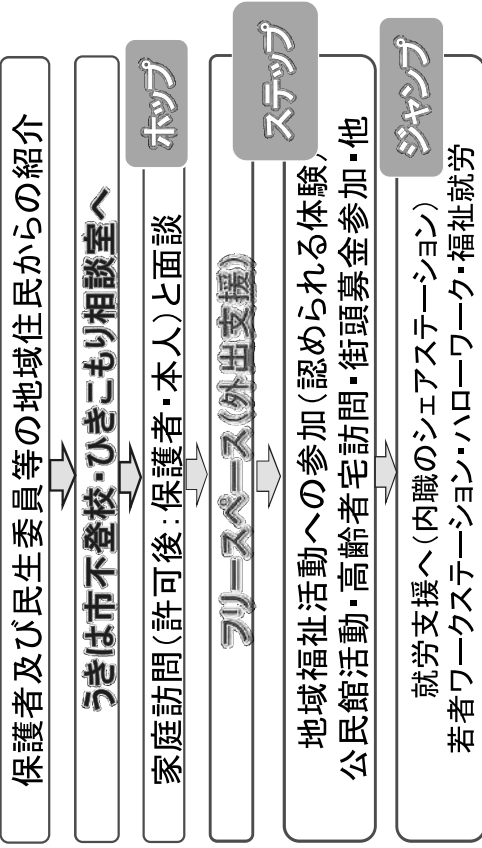 保護者及び民生委員等の地域住民からの紹介
うきは市不登校・ひきこもり相談室へ
ホップ
家庭訪問(許可後:保護者・本人)と面談
フリースペース(外出支援)
ステップ
地域福祉活動への参加(認められる体験)
公民館活動・高齢者宅訪問・街頭募金参加・他
ジャンプ
就労支援へ(内職のシェアステーション)
若者ワークステーション・ハローワーク・福祉就労